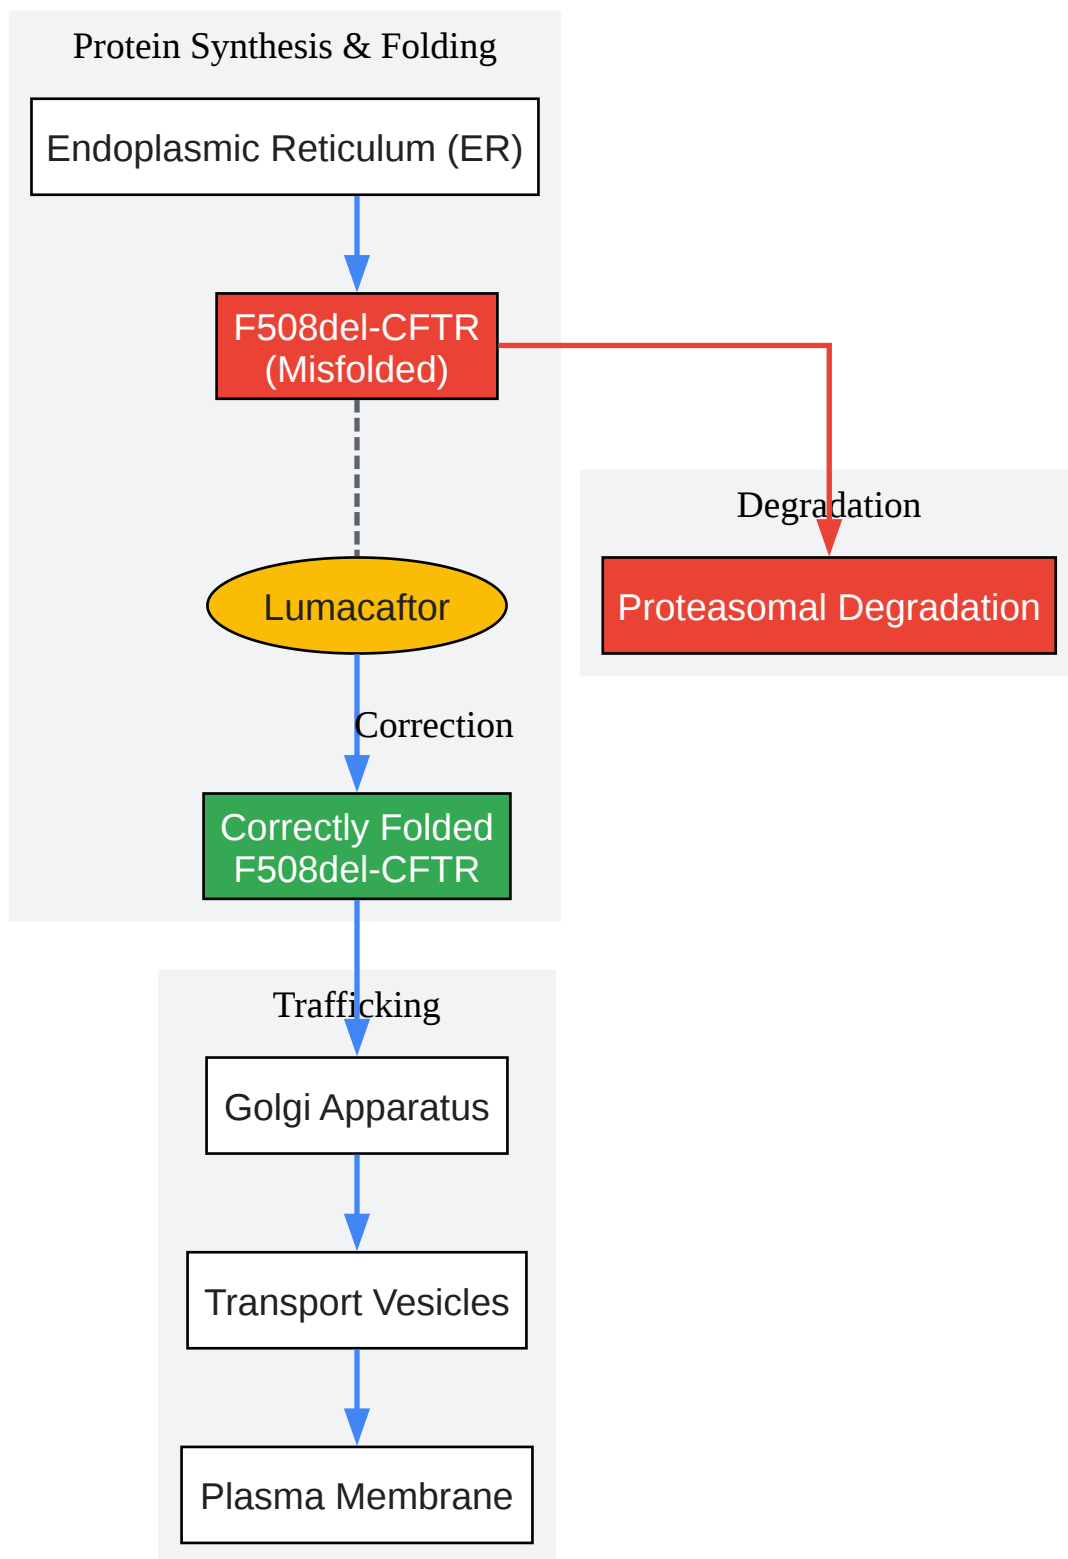 Protein Synthesis & Folding
Endoplasmic Reticulum (ER)
F508del-CFTR
(Misfolded)
Degradation
Lumacaftor
Proteasomal Degradation
Correction
Correctly Folded
F508del-CFTR
Trafficking
Golgi Apparatus
Transport Vesicles
Plasma Membrane